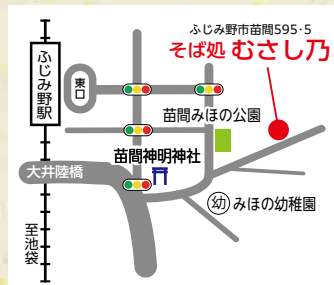 ふじみ野市苗間595-5
そば処 むさし乃
ふじみ野駅
東口
苗間みほの公園
苗間神明神社
大井陸橋
幼 みほの幼稚園
至池袋